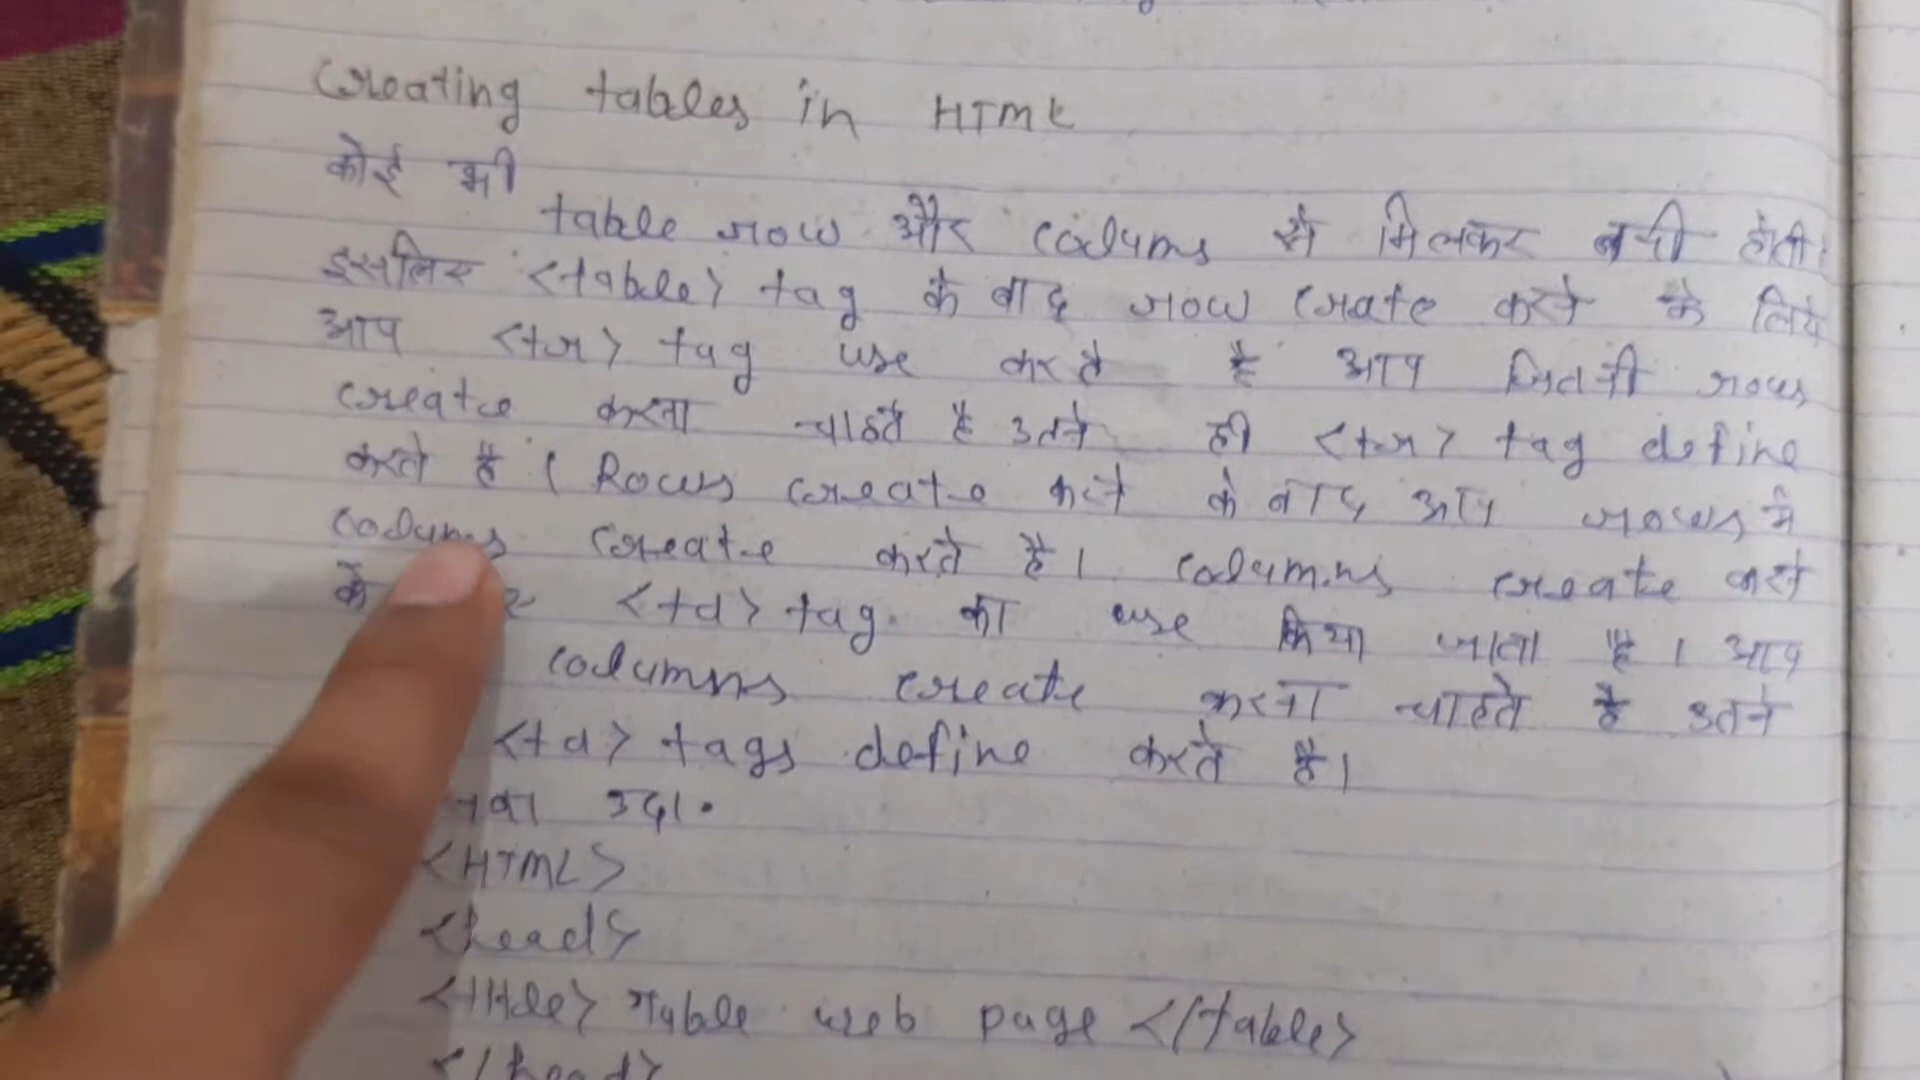 Creating tables in HTML
कोई भी
table row और colums से मिलकर बनी होती
इसलिए <table> tag के बाद row Crate करने के लिये
आप <tr> tag use करते है आप जितनी rows
create करना चाहते है उतने ही <tr> tag define
करते है। Rows create करने के बाद आप rows मे
colums create करते है। columns create करने
के <td> tag का use किया जाता है। आप
columns create करना चाहते है उतने
<td> tags define करते है।
उदा.
<HTML>
<head>
<title> Table web page </table>
</head>